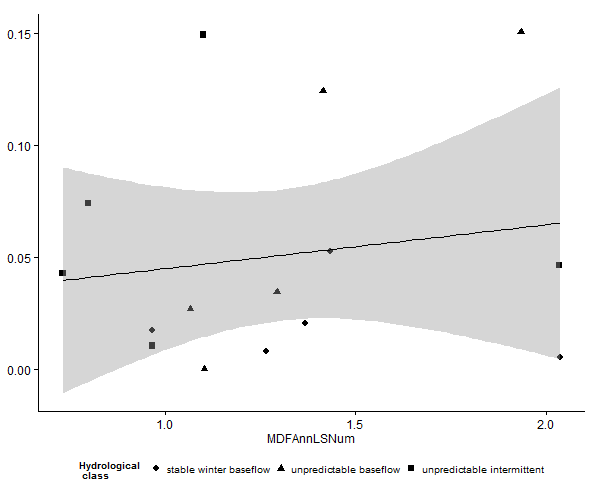 0.15
0.10
0.05
0.00
1.0 1.5 2.0
MDFAnnLSNum
Hydrological
class
stable winter baseflow unpredictable baseflow unpredictable intermittent